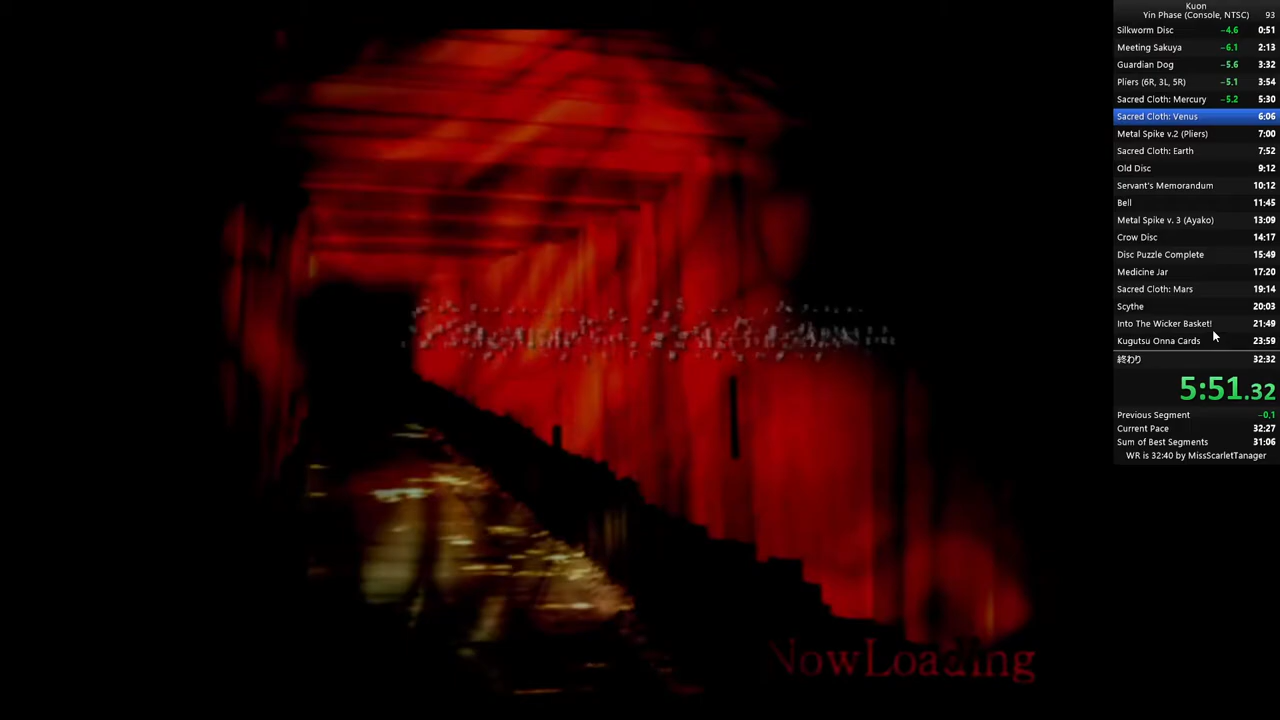 Kuon
Yin Phase (Console, NTSC) 93
Silkworm Disc -4.6 0:51
Meeting Sakuya -6.1 2:13
Guardian Dog -5.6 3:32
Pliers (6R, 3L, 5R) -5.1 3:54
Sacred Cloth: Mercury -5.2 5:30
Sacred Cloth: Venus 6:06
Metal Spike v.2 (Pliers) 7:00
Sacred Cloth: Earth 7:52
Old Disc 9:12
Servant's Memorandum 10:12
Bell 11:45
Metal Spike v. 3 (Ayako) 13:09
Crow Disc 14:17
Disc Puzzle Complete 15:49
Medicine Jar 17:20
Sacred Cloth: Mars 19:14
Scythe 20:03
Into The Wicker Basket! 21:49
Kugutsu Onna Cards 23:59
終わり 32:32
5:51.32
Previous Segment -0.1
Current Pace 32:27
Sum of Best Segments 31:06
WR is 32:40 by MissScarletTanager
NowLoading